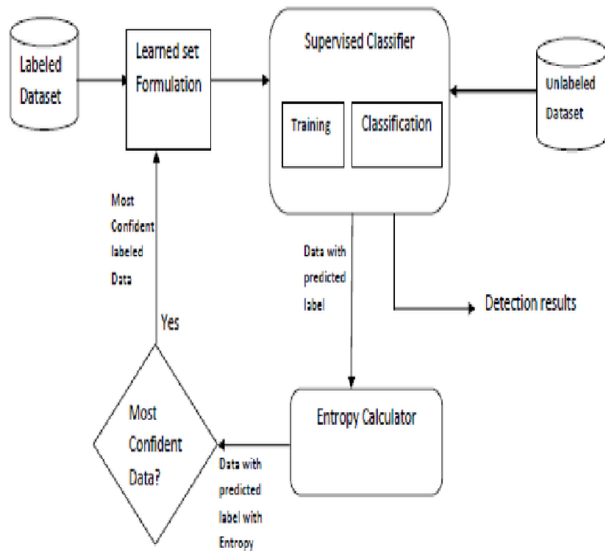 Labeled
Dataset
Learned set
Formulation
Supervised Classifier
Training
Classification
Unlabeled
Dataset
Most
Confident
labeled
Data
Data with
predicted
label
Detection results
Yes
Most
Confident
Data?
Entropy Calculator
Data with
predicted
label with
Entropy